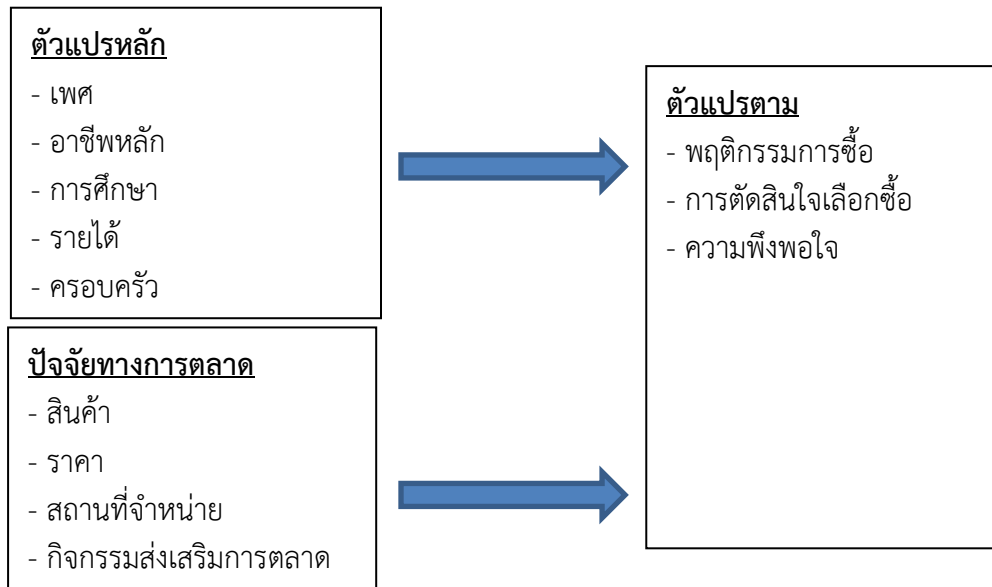 ตัวแปรหลัก
- เพศ
- อาชีพหลัก
- การศึกษา
- รายได้
- ครอบครัว
ปัจจัยทางการตลาด
- สินค้า
- ราคา
- สถานที่จำหน่าย
- กิจกรรมส่งเสริมการตลาด
ตัวแปรตาม
- พฤติกรรมการซื้อ
- การตัดสินใจเลือกซื้อ
- ความพึงพอใจ